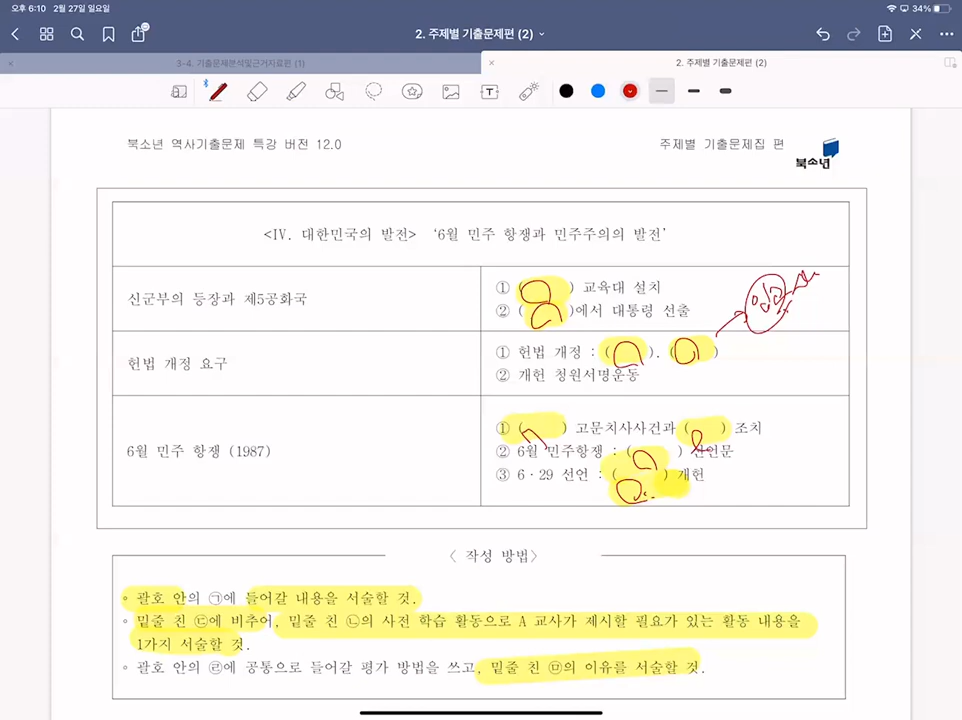 오후 6:10 2월 27일 일요일
34%
2. 주제별 기출문제편 (2)
3-4. 기출문제분석및근거자료편 (1)
2. 주제별 기출문제편 (2)
북소년 역사기출문제 특강 버전 12.0
주제별 기출문제집 편
북소년
<IV. 대한민국의 발전> ‘6월 민주 항쟁과 민주주의의 발전’
신군부의 등장과 제5공화국
① ( ) 교육대 설치
② ( )에서 대통령 선출
헌법 개정 요구
① 헌법 개정 : ( ). ( )
② 개헌 청원서명운동
6월 민주 항쟁 (1987)
① ( ) 고문치사사건과 ( ) 조치
② 6월 민주항쟁 : ( ) 선언문
③ 6·29 선언 : ( ) 개헌
< 작성 방법>
◦ 괄호 안의 ㉠에 들어갈 내용을 서술할 것.
◦ 밑줄 친 ㉢에 비추어, 밑줄 친 ㉡의 사전 학습 활동으로 A 교사가 제시할 필요가 있는 활동 내용을
1가지 서술할 것.
◦ 괄호 안의 ㉣에 공통으로 들어갈 평가 방법을 쓰고, 밑줄 친 ㉤의 이유를 서술할 것.